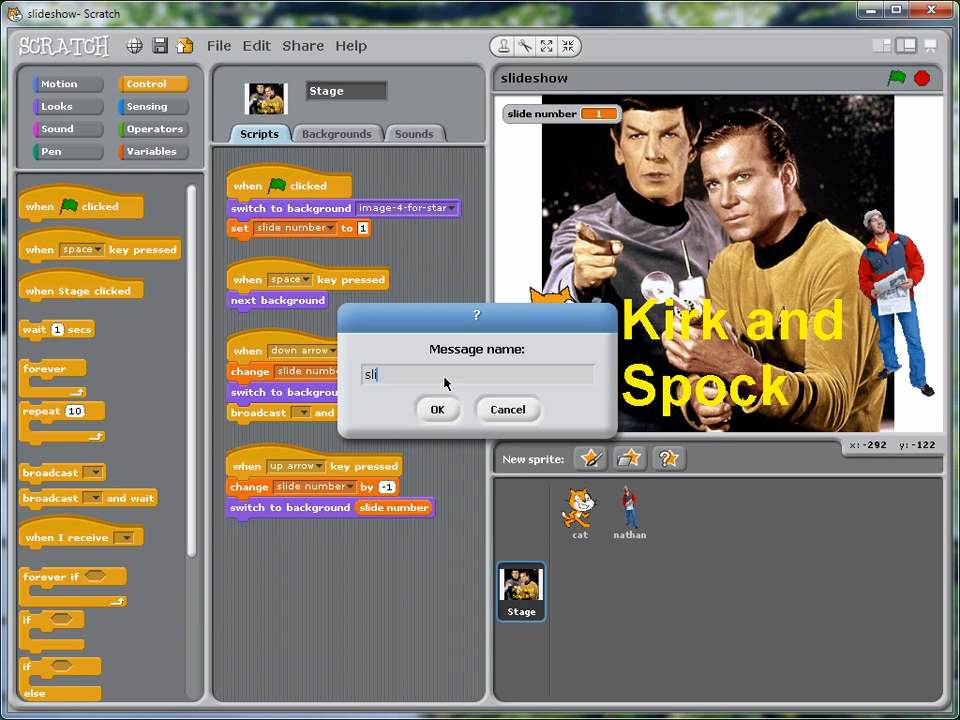 slideshow- Scratch
SCRATCH
File Edit Share Help
Motion Control
Looks Sensing
Sound Operators
Pen Variables
when clicked
when space key pressed
when Stage clicked
wait 1 secs
forever
repeat 10
broadcast
broadcast and wait
when I receive
forever if
if
if
else
Stage
Scripts Backgrounds Sounds
when clicked
switch to background image-4-for-star
set slide number to 1
when space key pressed
next background
when down arrow
change slide numb
switch to backgrou
broadcast and
when up arrow key pressed
change slide number by -1
switch to background slide number
?
Message name:
sli
OK Cancel
slideshow
slide number 1
Kirk and
Spock
x: -292 y: -122
New sprite:
cat nathan
Stage